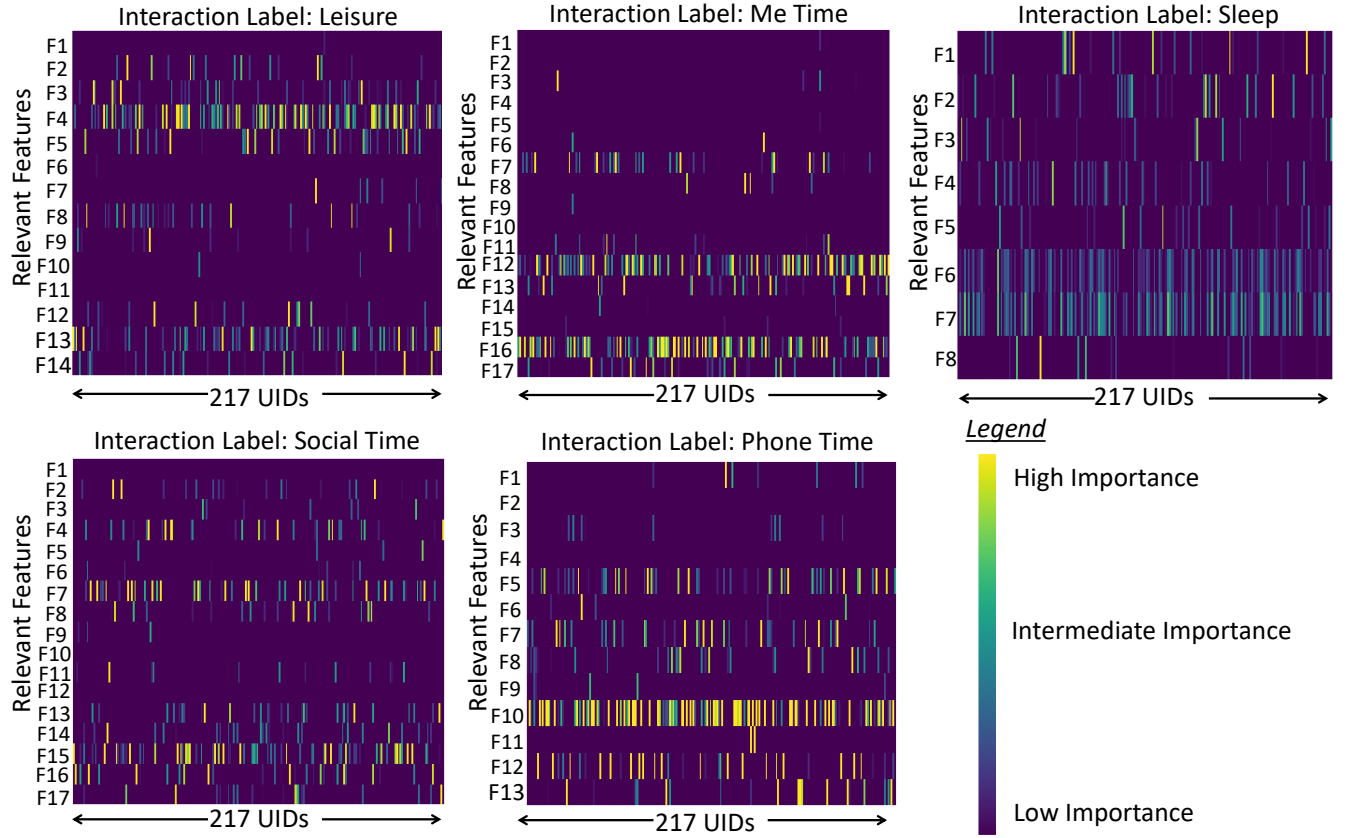 Interaction Label: Leisure
Relevant Features
F1
F2
F3
F4
F5
F6
F7
F8
F9
F10
F11
F12
F13
F14
217 UIDs
Interaction Label: Me Time
Relevant Features
F1
F2
F3
F4
F5
F6
F7
F8
F9
F10
F11
F12
F13
F14
F15
F16
F17
217 UIDs
Interaction Label: Sleep
Relevant Features
F1
F2
F3
F4
F5
F6
F7
F8
217 UIDs
Interaction Label: Social Time
Relevant Features
F1
F2
F3
F4
F5
F6
F7
F8
F9
F10
F11
F12
F13
F14
F15
F16
F17
217 UIDs
Interaction Label: Phone Time
Relevant Features
F1
F2
F3
F4
F5
F6
F7
F8
F9
F10
F11
F12
F13
217 UIDs
Legend
High Importance
Intermediate Importance
Low Importance